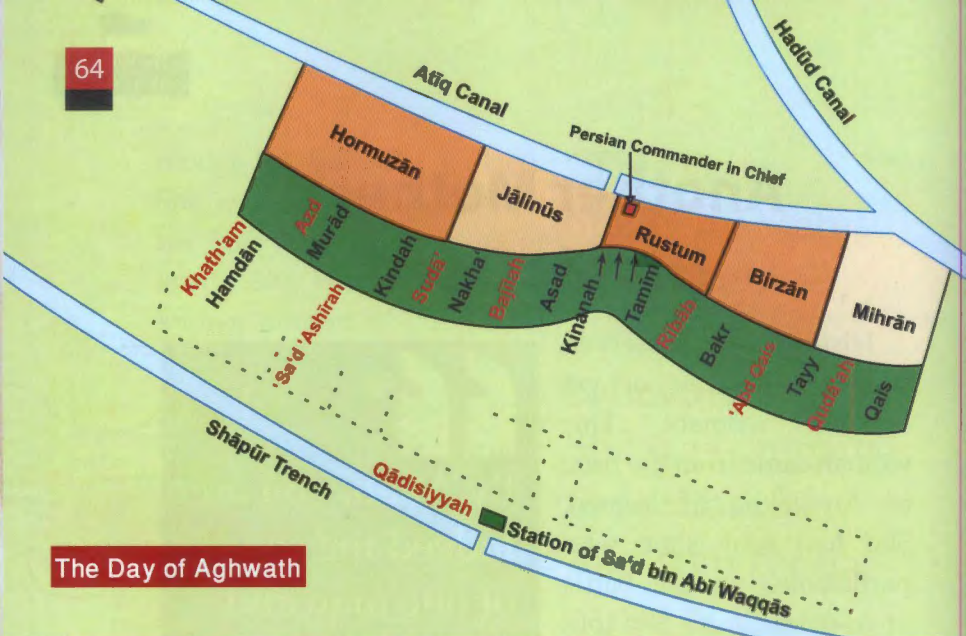 64
Atīq Canal
Hadūd Canal
Persian Commander in Chief
Hormuzān
Jālinūs
Rustum
Birzān
Mihrān
Khath'am
Hamdān
Azd
Murād
'Sa'd 'Ashīrah
Kindah
Sudā'
Nakha'
Bajīlah
Asad
Kinānah
Tamīm
Ribāb
Bakr
'Abd Qais
Tayy
Qudā'ah
Qais
Shāpūr Trench
Qādisiyyah
Station of Sa'd bin Abī Waqqās
The Day of Aghwath